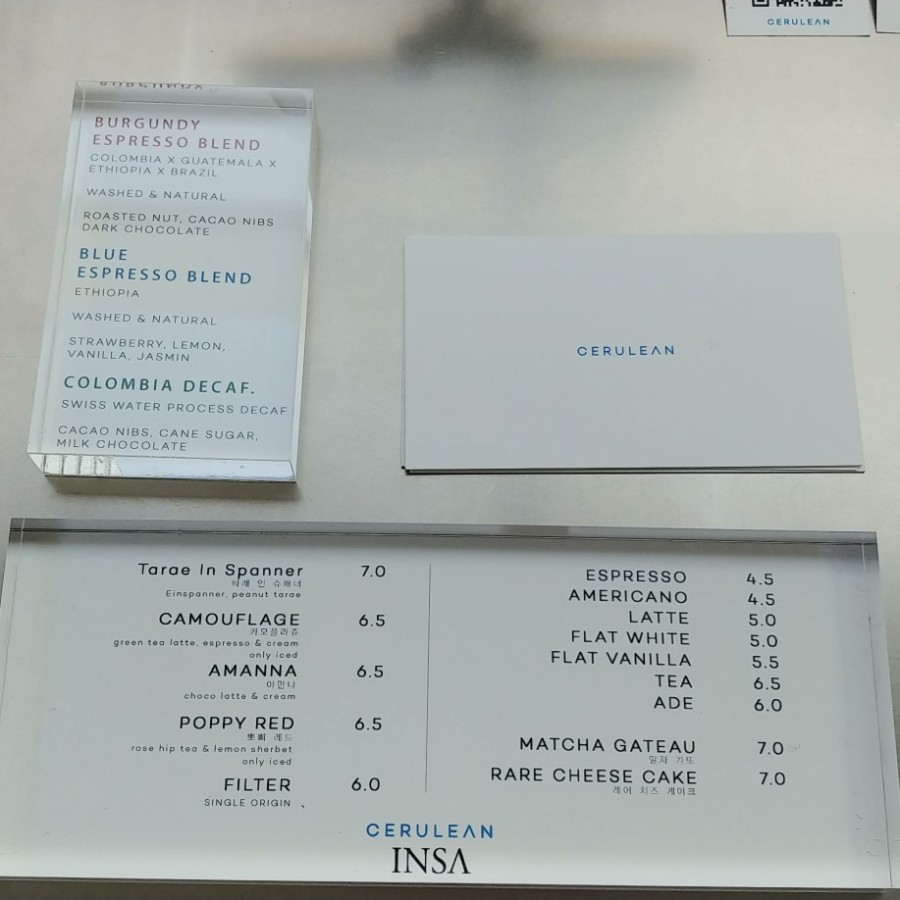 CERULEAN
BURGUNDY
ESPRESSO BLEND
COLOMBIA X GUATEMALA X
ETHIOPIA X BRAZIL
WASHED & NATURAL
ROASTED NUT, CACAO NIBS
DARK CHOCOLATE
BLUE
ESPRESSO BLEND
ETHIOPIA
WASHED & NATURAL
STRAWBERRY, LEMON,
VANILLA, JASMIN
COLOMBIA DECAF.
SWISS WATER PROCESS DECAF
CACAO NIBS, CANE SUGAR,
MILK CHOCOLATE
CERULEAN
Tarae In Spanner 7.0
타래 인 슈패너
Einspanner, peanut tarae
CAMOUFLAGE 6.5
카모플라쥬
green tea latte, espresso & cream
only iced
AMANNA 6.5
아만나
choco latte & cream
POPPY RED 6.5
뽀삐 레드
rose hip tea & lemon sherbet
only iced
FILTER 6.0
SINGLE ORIGIN
ESPRESSO 4.5
AMERICANO 4.5
LATTE 5.0
FLAT WHITE 5.0
FLAT VANILLA 5.5
TEA 6.5
ADE 6.0
MATCHA GATEAU 7.0
말차 가또
RARE CHEESE CAKE 7.0
레어 치즈 케이크
CERULEAN
INSA